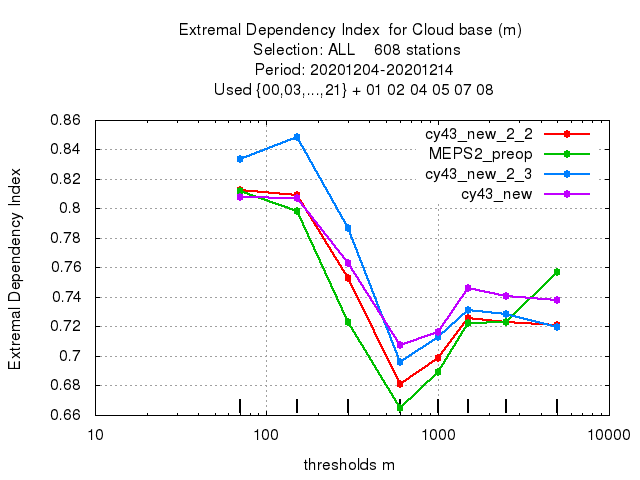 Extremal Dependency Index  for Cloud base (m)
Selection: ALL    608 stations
Period: 20201204-20201214
Used {00,03,...,21} + 01 02 04 05 07 08
cy43_new_2_2
MEPS2_preop
cy43_new_2_3
cy43_new
Extremal Dependency Index
0.86
0.84
0.82
0.8
0.78
0.76
0.74
0.72
0.7
0.68
0.66
10
100
1000
10000
thresholds m